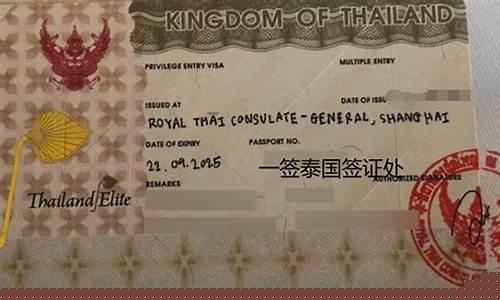 KINGDOM OF THAILAND
PRIVILEGE ENTRY VISA
MULTIPLE ENTRY
ISSUED AT
DATE OF ISSU
ROYAL THAI CONSULATE-GENERAL, SHANGHAI
DATE OF EXPIRY
PASSPORT NO.
22.09.2025
一签泰国签证处
REMARKS
AUTHORIZED SIGNATURE
Thailand Elite